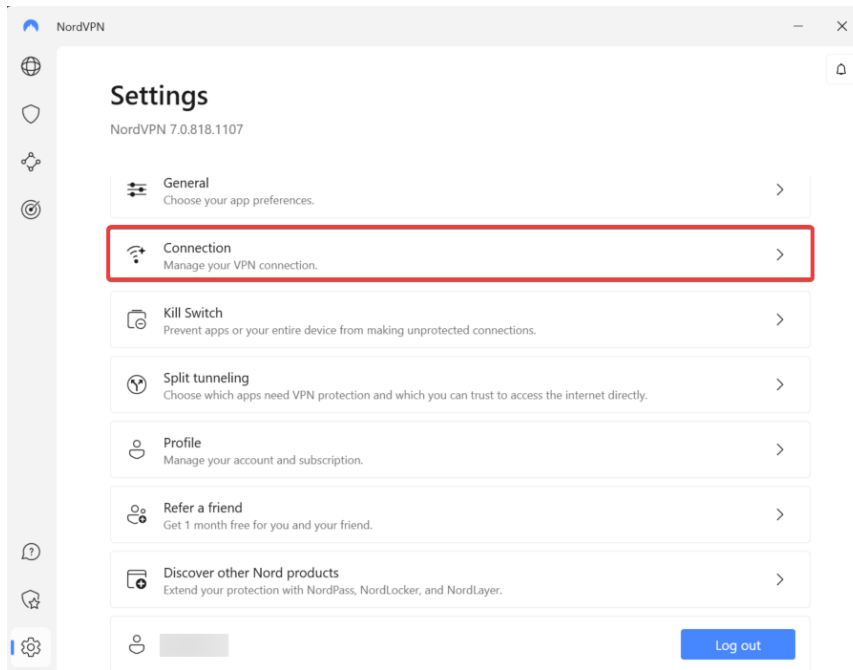 NordVPN
Settings
NordVPN 7.0.818.1107
General
Choose your app preferences.
Connection
Manage your VPN connection.
Kill Switch
Prevent apps or your entire device from making unprotected connections.
Split tunneling
Choose which apps need VPN protection and which you can trust to access the internet directly.
Profile
Manage your account and subscription.
Refer a friend
Get 1 month free for you and your friend.
Discover other Nord products
Extend your protection with NordPass, NordLocker, and NordLayer.
Log out